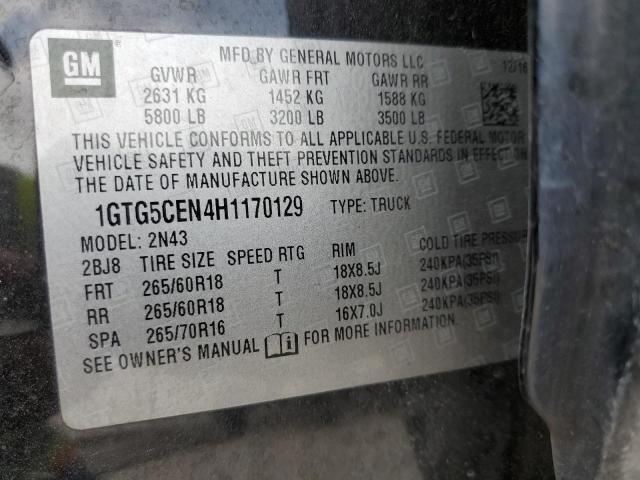 GM
MFD BY GENERAL MOTORS LLC
12/16
GVWR GAWR FRT GAWR RR
2631 KG 1452 KG 1588 KG
5800 LB 3200 LB 3500 LB
THIS VEHICLE CONFORMS TO ALL APPLICABLE U.S. FEDERAL MOTOR
VEHICLE SAFETY AND THEFT PREVENTION STANDARDS IN EFFECT ON
THE DATE OF MANUFACTURE SHOWN ABOVE.
1GTG5CEN4H1170129 TYPE: TRUCK
MODEL: 2N43
2BJ8 TIRE SIZE SPEED RTG RIM COLD TIRE PRESSUR
FRT 265/60R18 T 18X8.5J 240KPA(35PSI)
RR 265/60R18 T 18X8.5J 240KPA(35PSI)
SPA 265/70R16 T 16X7.0J 240KPA(35PSI)
SEE OWNER'S MANUAL FOR MORE INFORMATION.